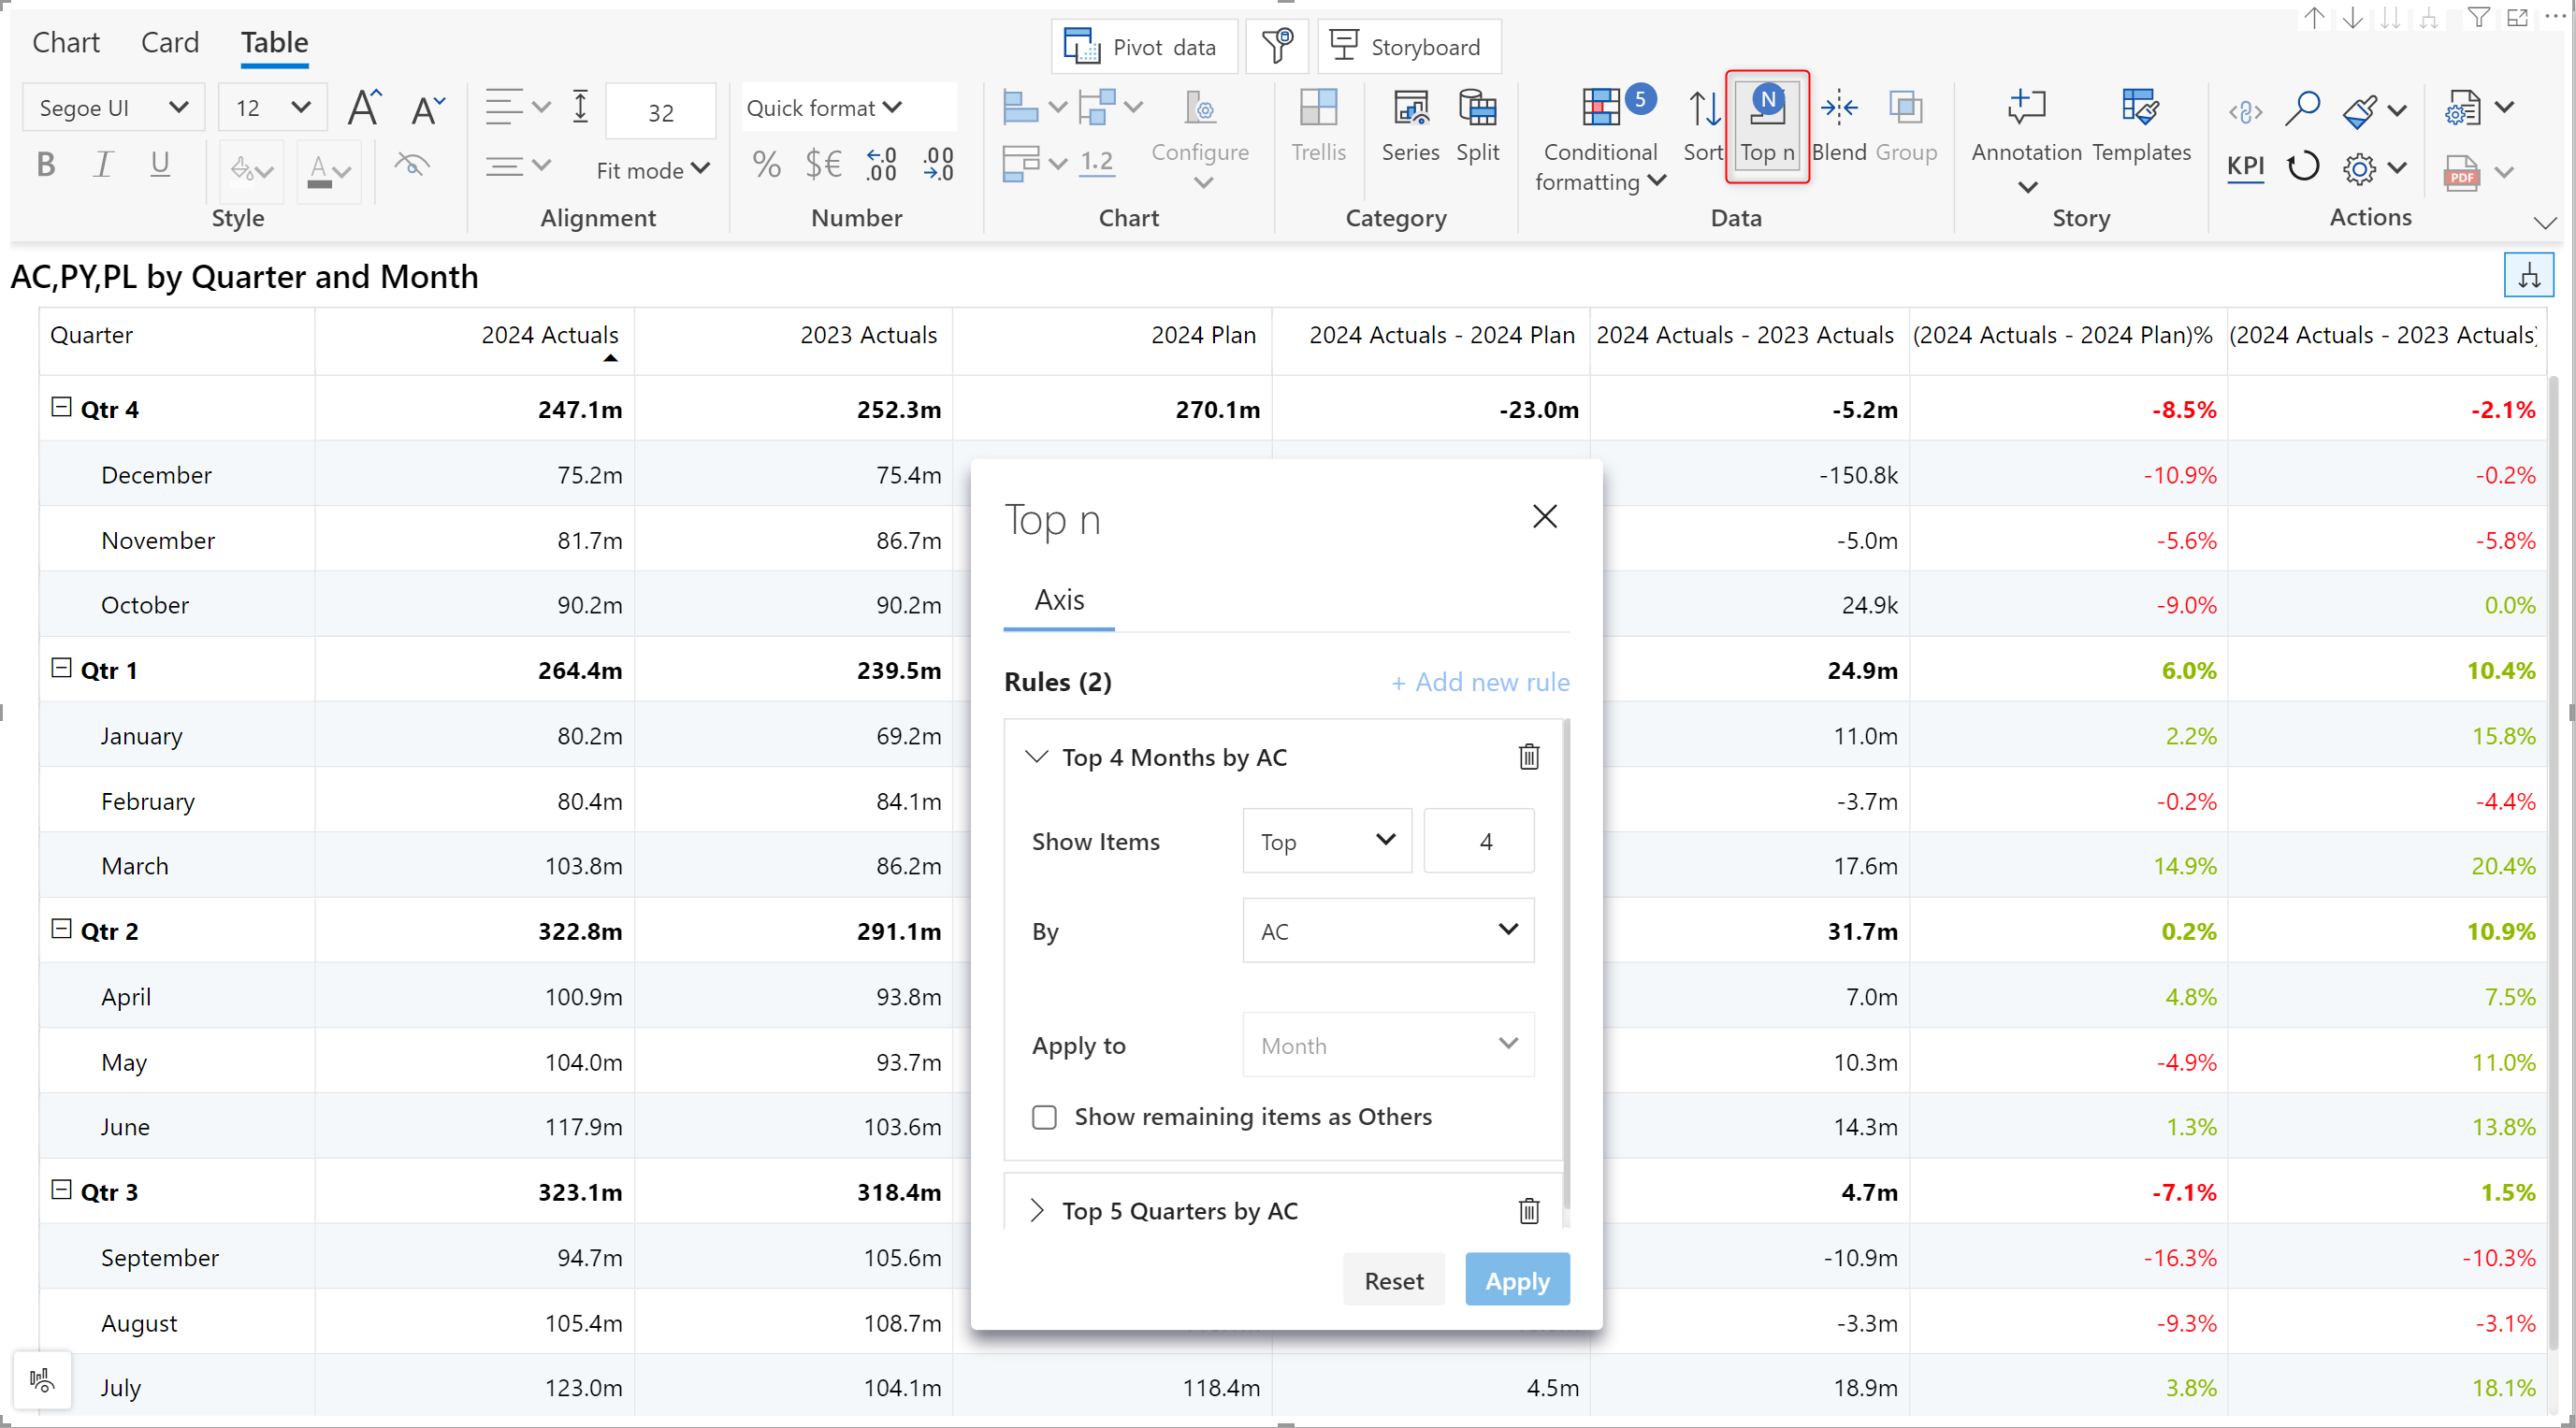 Chart Card Table
Pivot data Storyboard
Segoe UI 12 A A 32 Quick format
Conditional formatting 5 Sort N Top n Blend Group
B I U A Fit mode % $€ .0 .00 .00 .0 1.2 Configure Trellis Series Split Annotation Templates KPI PDF
Style Alignment Number Chart Category Data Story Actions
AC,PY,PL by Quarter and Month
Quarter 2024 Actuals 2023 Actuals 2024 Plan 2024 Actuals - 2024 Plan 2024 Actuals - 2023 Actuals (2024 Actuals - 2024 Plan)% (2024 Actuals - 2023 Actuals)
Qtr 4 247.1m 252.3m 270.1m -23.0m -5.2m -8.5% -2.1%
December 75.2m 75.4m -150.8k -10.9% -0.2%
November 81.7m 86.7m -5.0m -5.6% -5.8%
October 90.2m 90.2m 24.9k -9.0% 0.0%
Qtr 1 264.4m 239.5m 24.9m 6.0% 10.4%
January 80.2m 69.2m 11.0m 2.2% 15.8%
February 80.4m 84.1m -3.7m -0.2% -4.4%
March 103.8m 86.2m 17.6m 14.9% 20.4%
Qtr 2 322.8m 291.1m 31.7m 0.2% 10.9%
April 100.9m 93.8m 7.0m 4.8% 7.5%
May 104.0m 93.7m 10.3m -4.9% 11.0%
June 117.9m 103.6m 14.3m 1.3% 13.8%
Qtr 3 323.1m 318.4m 4.7m -7.1% 1.5%
September 94.7m 105.6m -10.9m -16.3% -10.3%
August 105.4m 108.7m -3.3m -9.3% -3.1%
July 123.0m 104.1m 118.4m 4.5m 18.9m 3.8% 18.1%
Top n
Axis
Rules (2) + Add new rule
Top 4 Months by AC
Show Items Top 4
By AC
Apply to Month
Show remaining items as Others
Top 5 Quarters by AC
Reset Apply